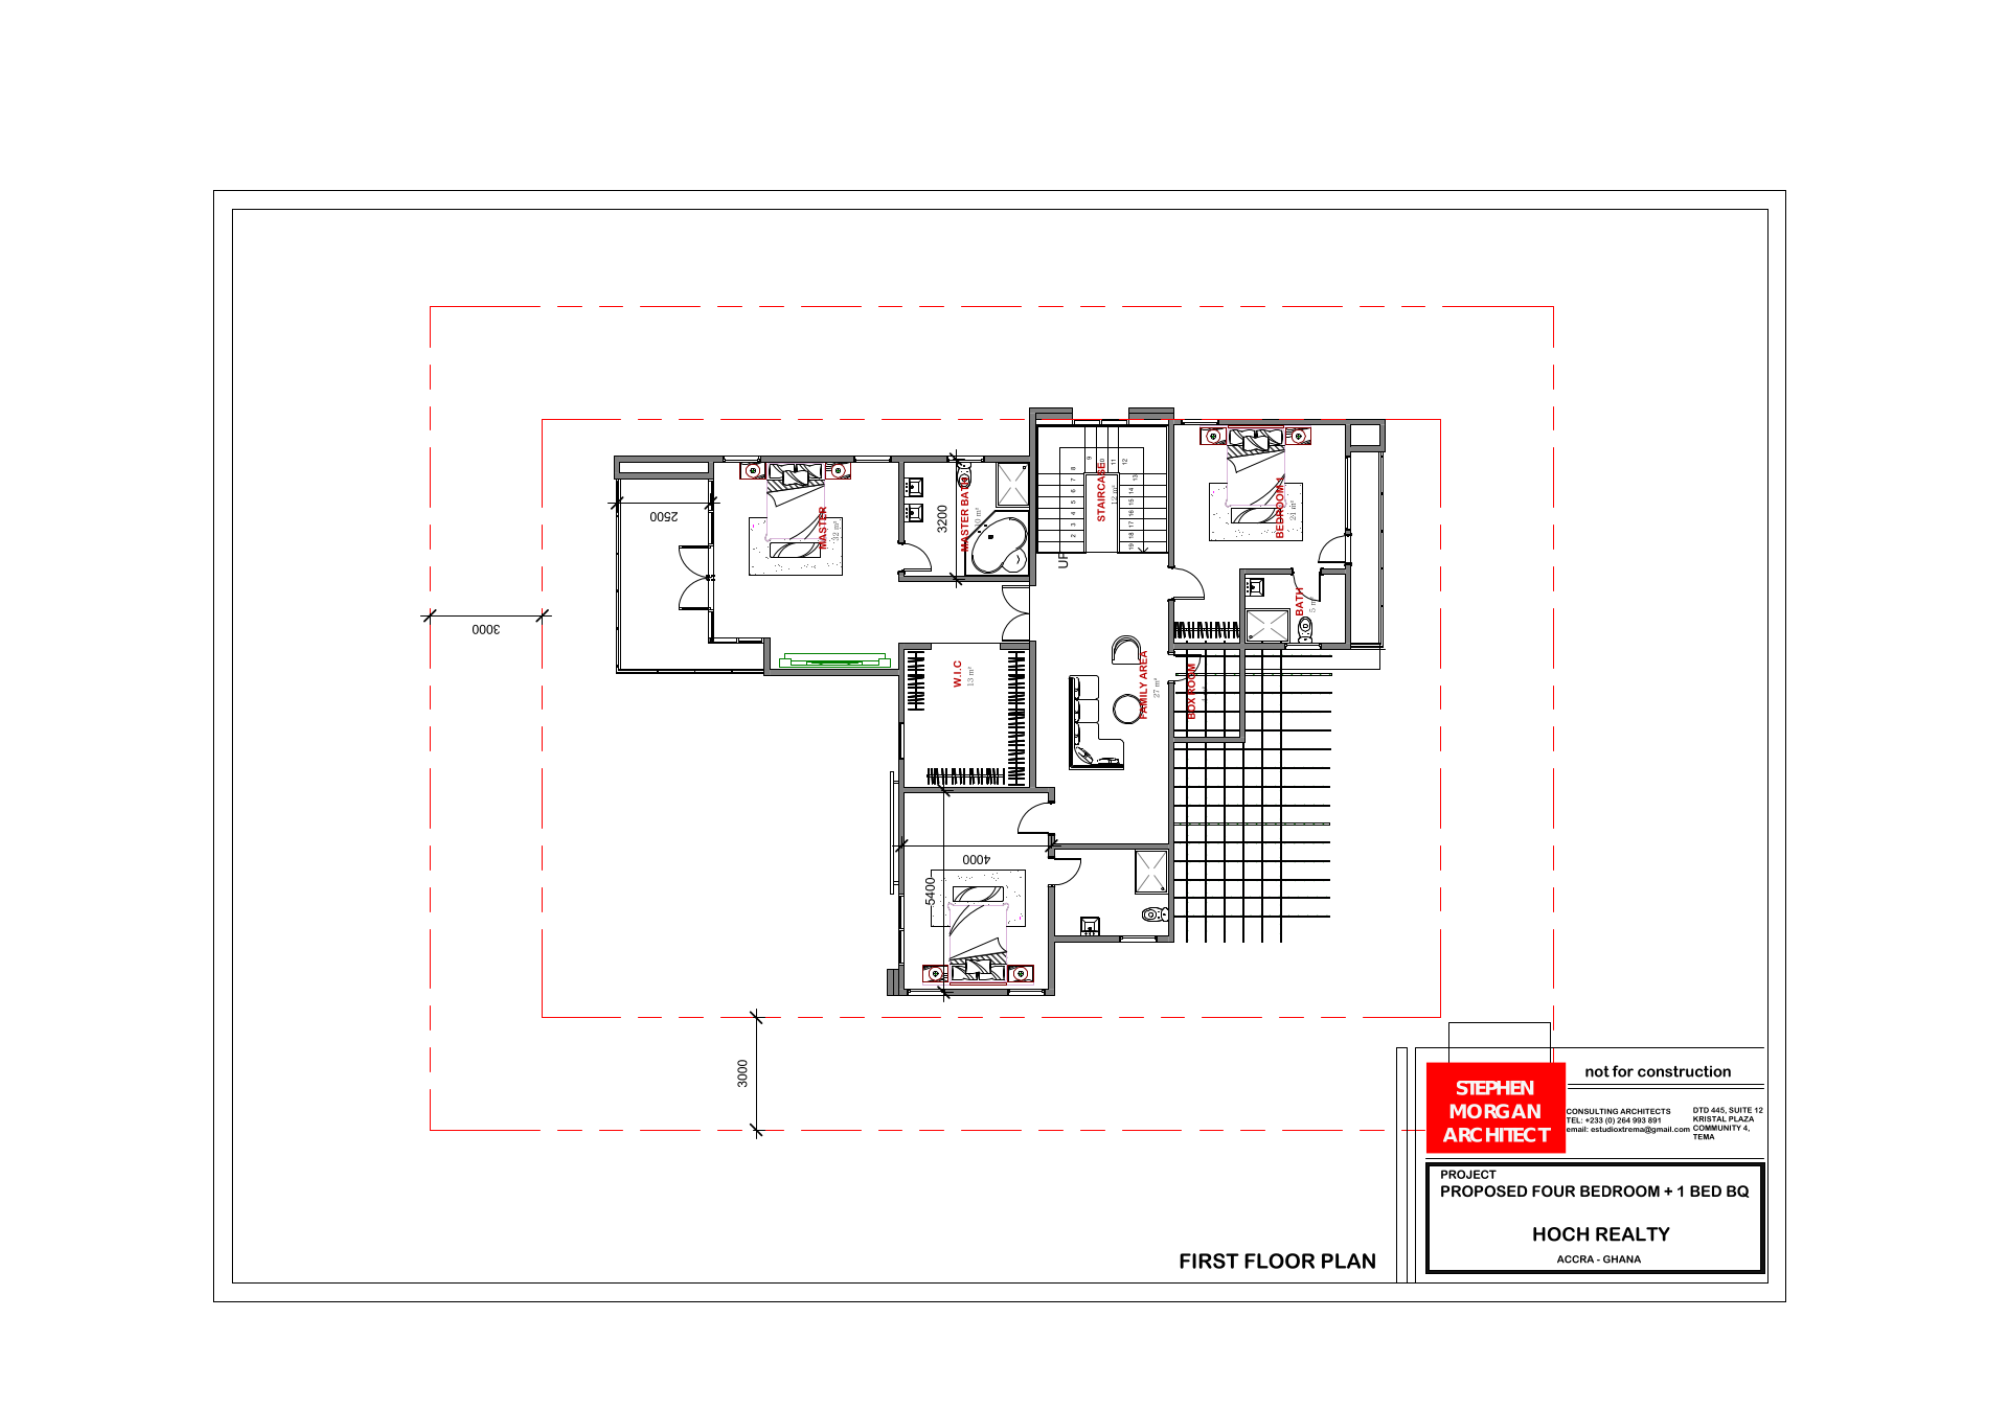 9
10
11
12
8
7
6
5
4
3
2
13
14
15
16
17
18
19
STAIRCASE
12 m²
UP
2500
MASTER
32 m²
3200
MASTER BATH
10 m²
BEDROOM 1
21 m²
BATH
5 m²
3000
W.I.C
13 m²
FAMILY AREA
27 m²
BOX ROOM
4000
5400
3000
not for construction
STEPHEN
MORGAN
ARCHITECT
CONSULTING ARCHITECTS
TEL: +233 (0) 264 993 891
email: estudioxtrema@gmail.com
DTD 445, SUITE 12
KRISTAL PLAZA
COMMUNITY 4,
TEMA
PROJECT
PROPOSED FOUR BEDROOM + 1 BED BQ
HOCH REALTY
ACCRA - GHANA
FIRST FLOOR PLAN